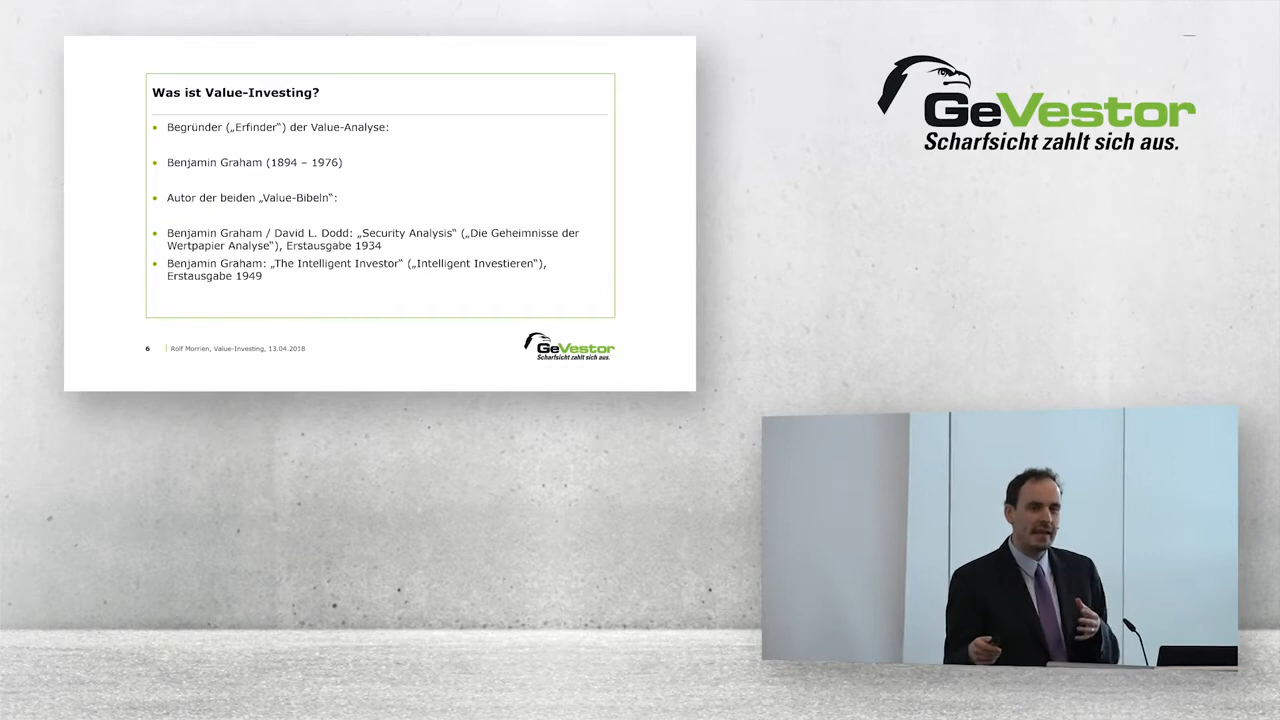 Was ist Value-Investing?
Begründer („Erfinder“) der Value-Analyse:
Benjamin Graham (1894 – 1976)
Autor der beiden „Value-Bibeln“:
Benjamin Graham / David L. Dodd: „Security Analysis“ („Die Geheimnisse der
Wertpapier Analyse“), Erstausgabe 1934
Benjamin Graham: „The Intelligent Investor“ („Intelligent Investieren“),
Erstausgabe 1949
6 Rolf Morrien, Value-Investing, 13.04.2018
GeVestor
Scharfsicht zahlt sich aus.
GeVestor
Scharfsicht zahlt sich aus.